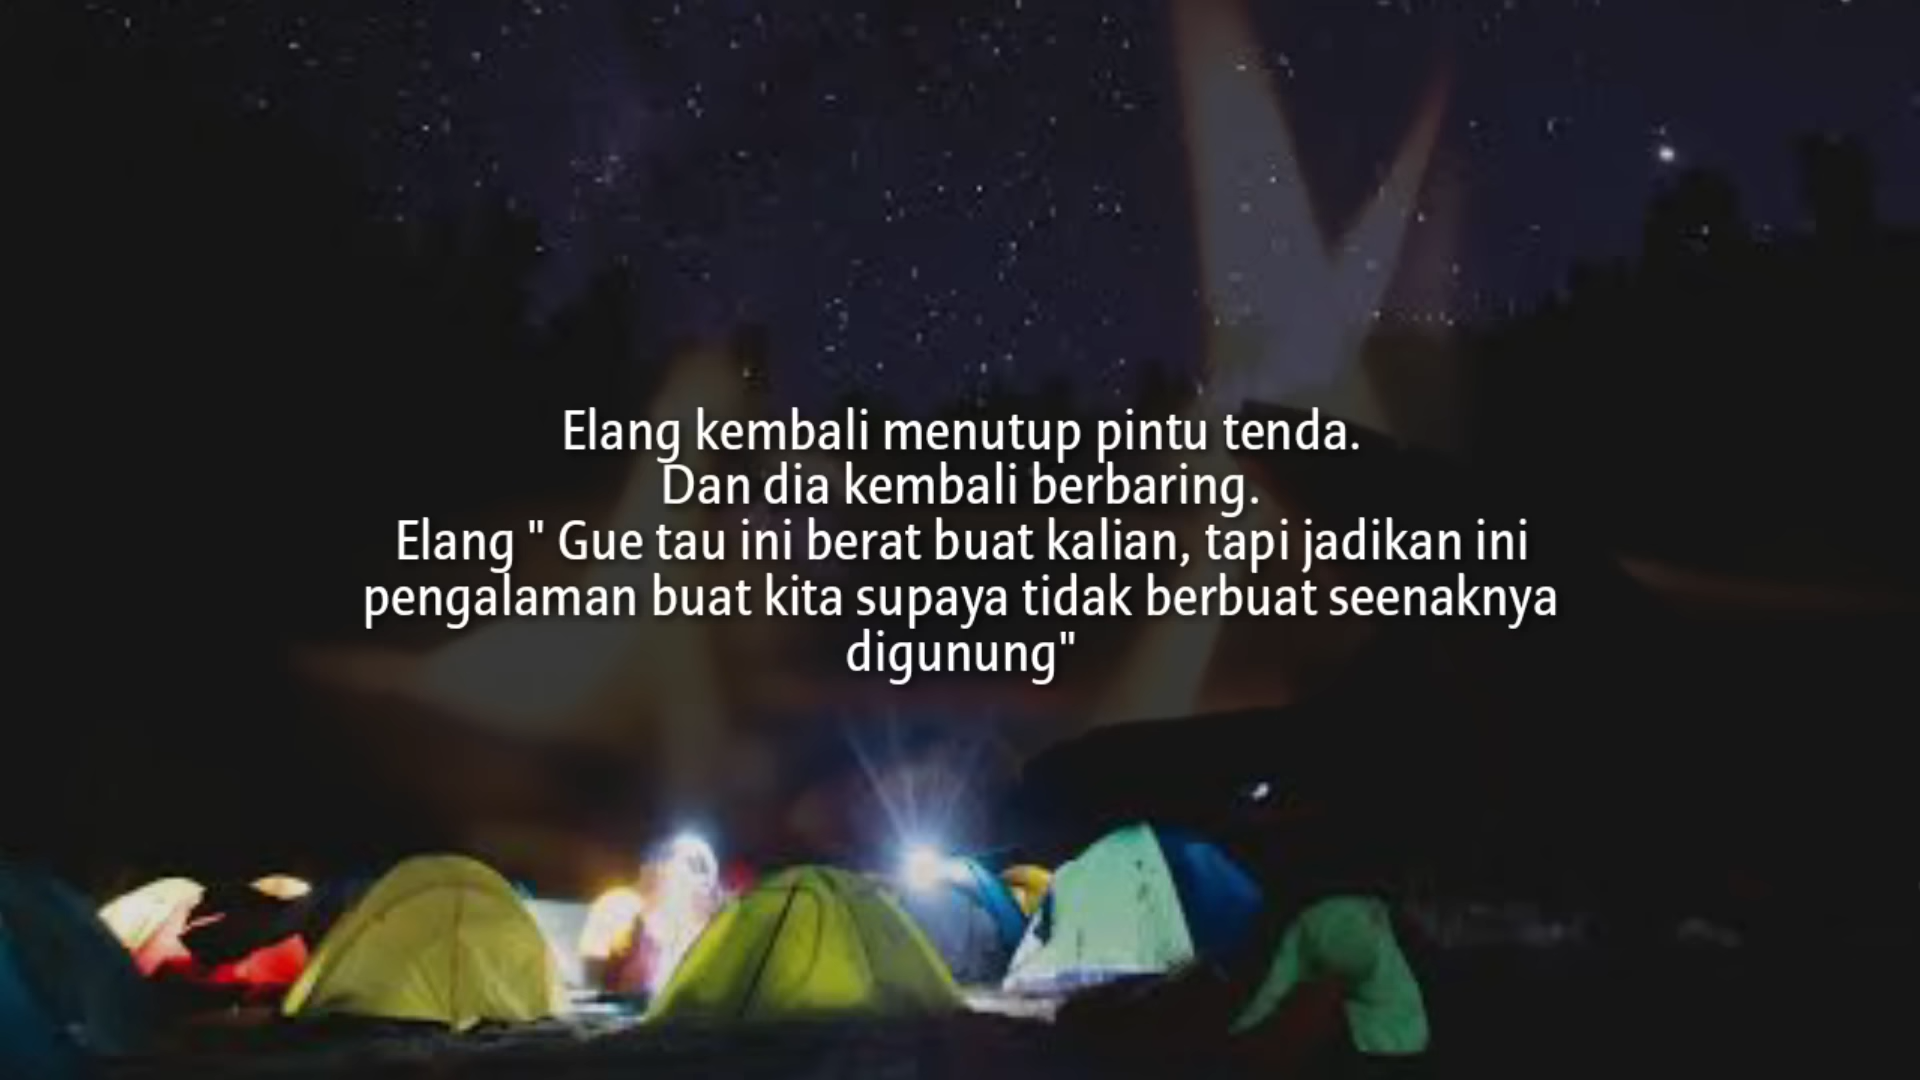 Elang kembali menutup pintu tenda.
Dan dia kembali berbaring.
Elang " Gue tau ini berat buat kalian, tapi jadikan ini
pengalaman buat kita supaya tidak berbuat seenaknya
digunung"